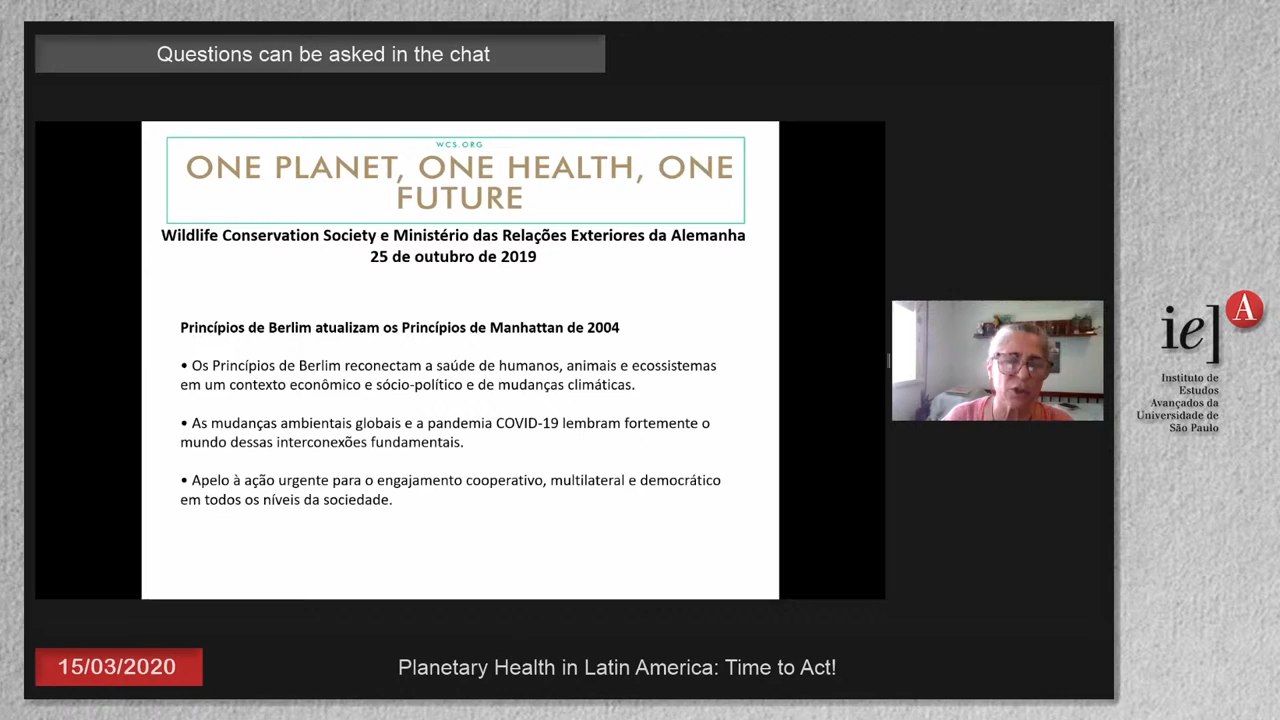 Questions can be asked in the chat
WCS.ORG
ONE PLANET, ONE HEALTH, ONE
FUTURE
Wildlife Conservation Society e Ministério das Relações Exteriores da Alemanha
25 de outubro de 2019
Princípios de Berlim atualizam os Princípios de Manhattan de 2004
• Os Princípios de Berlim reconectam a saúde de humanos, animais e ecossistemas
em um contexto econômico e sócio-político e de mudanças climáticas.
• As mudanças ambientais globais e a pandemia COVID-19 lembram fortemente o
mundo dessas interconexões fundamentais.
• Apelo à ação urgente para o engajamento cooperativo, multilateral e democrático
em todos os níveis da sociedade.
ie] A
Instituto de
Estudos
Avançados da
Universidade de
São Paulo
15/03/2020
Planetary Health in Latin America: Time to Act!